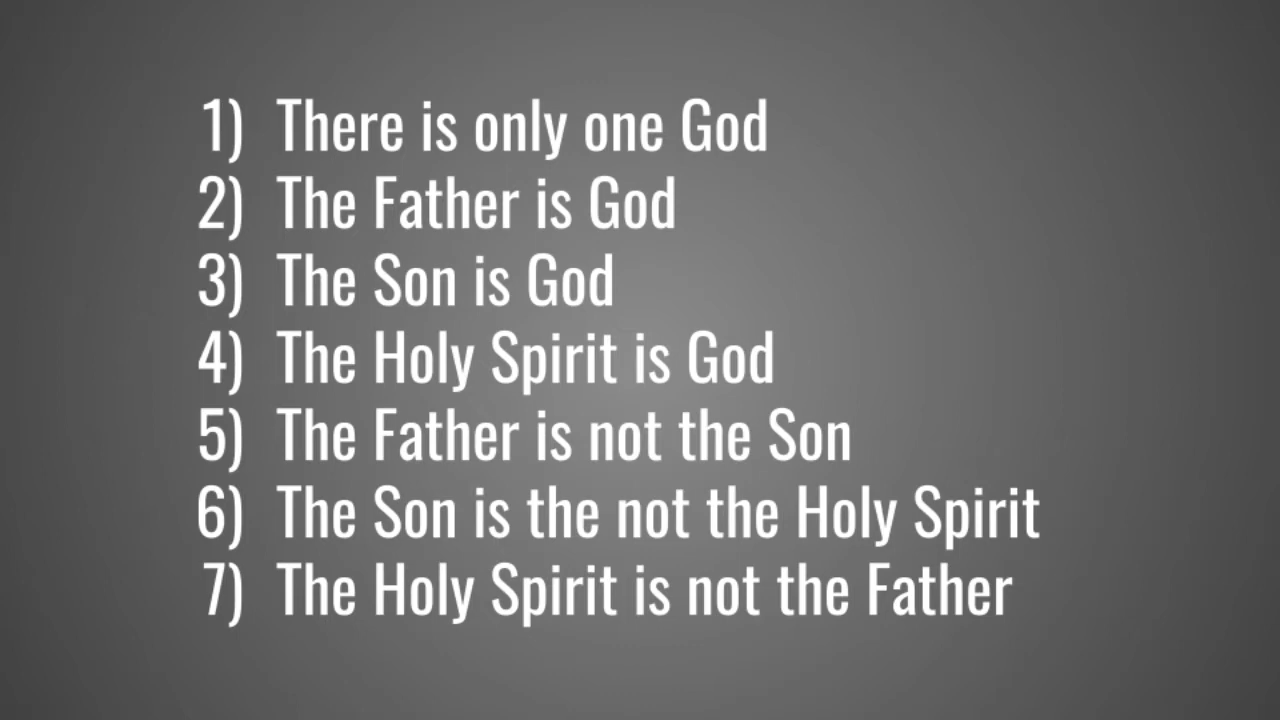 1) There is only one God
2) The Father is God
3) The Son is God
4) The Holy Spirit is God
5) The Father is not the Son
6) The Son is the not the Holy Spirit
7) The Holy Spirit is not the Father